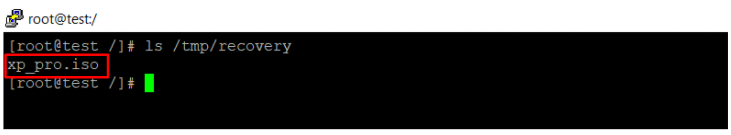 root@test:/
[root@test /]# ls /tmp/recovery
xp_pro.iso
[root@test /]#